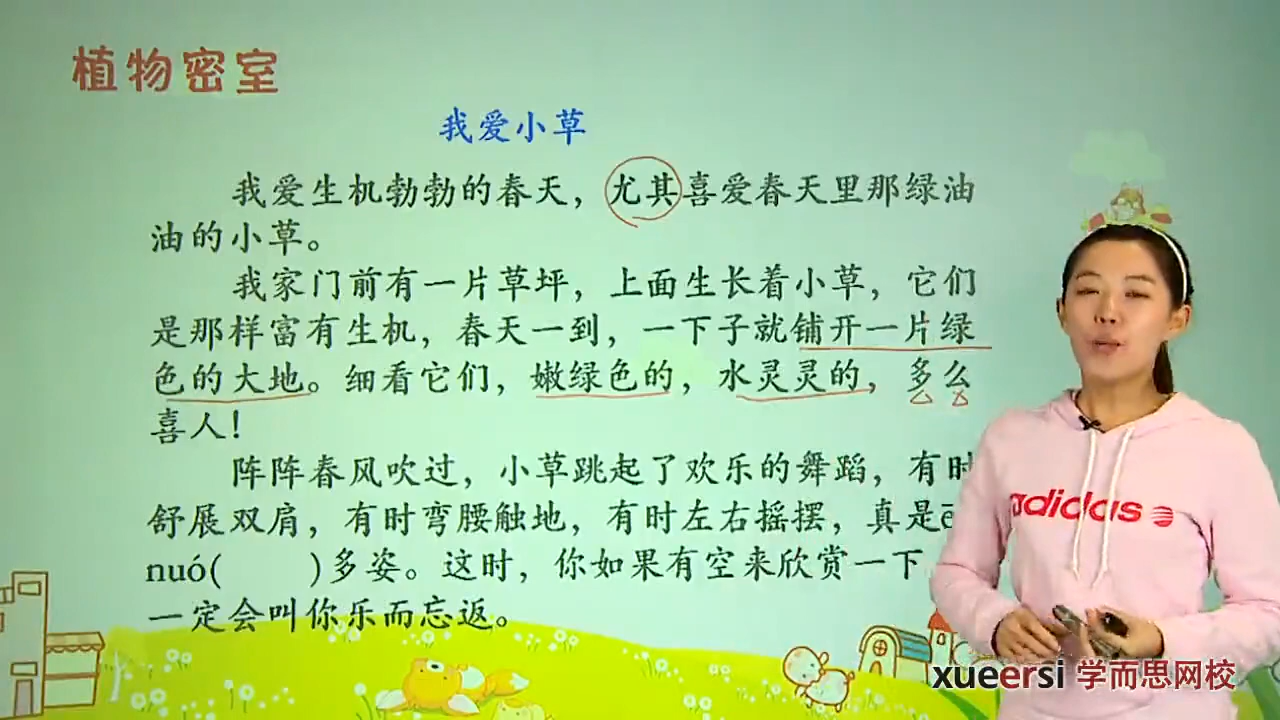 植物密室
我爱小草
我爱生机勃勃的春天，尤其喜爱春天里那绿油
油的小草。
我家门前有一片草坪，上面生长着小草，它们
是那样富有生机，春天一到，一下子就铺开一片绿
色的大地。细看它们，嫩绿色的，水灵灵的，多么
喜人！
阵阵春风吹过，小草跳起了欢乐的舞蹈，有时
舒展双肩，有时弯腰触地，有时左右摇摆，真是ē
nuó(　　)多姿。这时，你如果有空来欣赏一下
一定会叫你乐而忘返。
adidas
xueersi 学而思网校